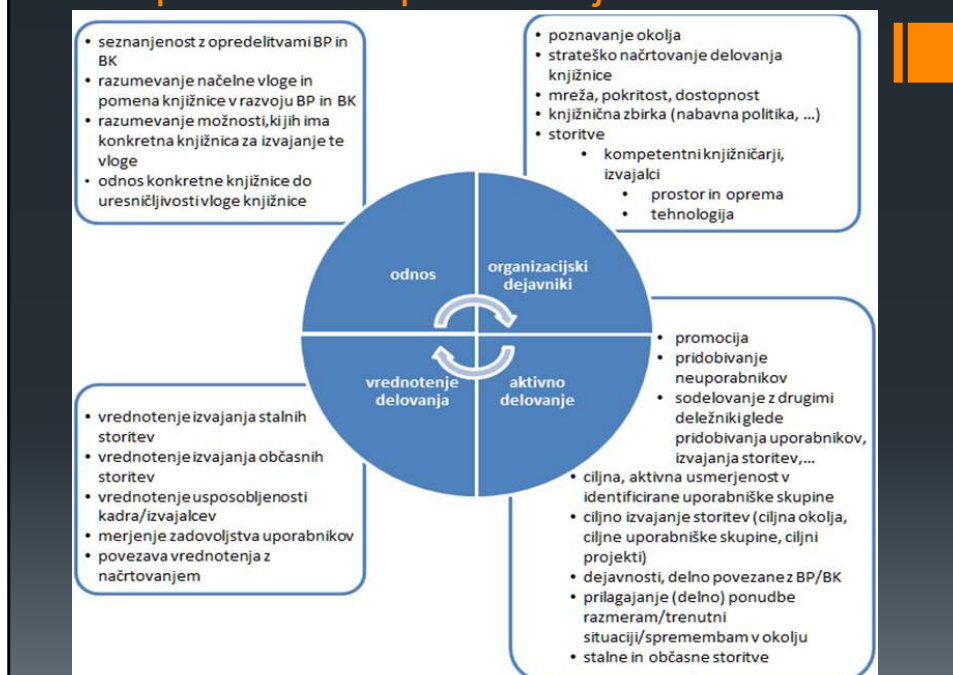 • seznanjenost z opredelitvami BP in
BK
• razumevanje načelne vloge in
pomena knjižnice v razvoju BP in BK
• razumevanje možnosti,ki jih ima
konkretna knjižnica za izvajanje te
vloge
• odnos konkretne knjižnice do
uresničljivosti vloge knjižnice
• poznavanje okolja
• strateško načrtovanje delovanja
knjižnice
• mreža, pokritost, dostopnost
• knjižnična zbirka (nabavna politika, ...)
• storitve
• kompetentni knjižničarji,
izvajalci
• prostor in oprema
• tehnologija
odnos
organizacijski
dejavniki
vrednotenje
delovanja
aktivno
delovanje
• vrednotenje izvajanja stalnih
storitev
• vrednotenje izvajanja občasnih
storitev
• vrednotenje usposobljenosti
kadra/izvajalcev
• merjenje zadovoljstva uporabnikov
• povezava vrednotenja z
načrtovanjem
• promocija
• pridobivanje
neuporabnikov
• sodelovanje z drugimi
deležniki glede
pridobivanja uporabnikov,
izvajanja storitev,...
• ciljna, aktivna usmerjenost v
identificirane uporabniške skupine
• ciljno izvajanje storitev (ciljna okolja,
ciljne uporabniške skupine, ciljni
projekti)
• dejavnosti, delno povezane z BP/BK
• prilagajanje (delno) ponudbe
razmeram/trenutni
situaciji/spremembam v okolju
• stalne in občasne storitve